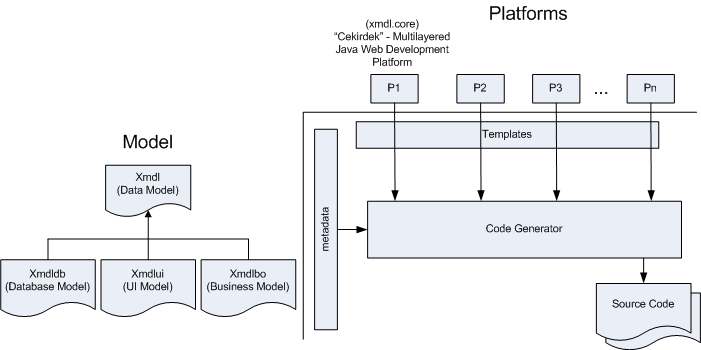 Platforms
(xmdl.core)
“Cekirdek” - Multilayered
Java Web Development
Platform
P1
P2
P3
...
Pn
Templates
Model
Xmdl
(Data Model)
metadata
Code Generator
Xmdldb
(Database Model)
Xmdlui
(UI Model)
Xmdlbo
(Business Model)
Source Code